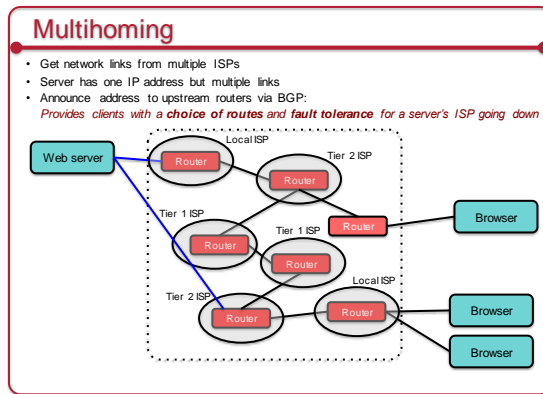 Multihoming
• Get network links from multiple ISPs
• Server has one IP address but multiple links
• Announce address to upstream routers via BGP:
Provides clients with a choice of routes and fault tolerance for a server's ISP going down
Local ISP
Web server
Router
Tier 2 ISP
Router
Tier 1 ISP
Router
Browser
Tier 1 ISP
Router
Router
Local ISP
Tier 2 ISP
Router
Router
Browser
Browser